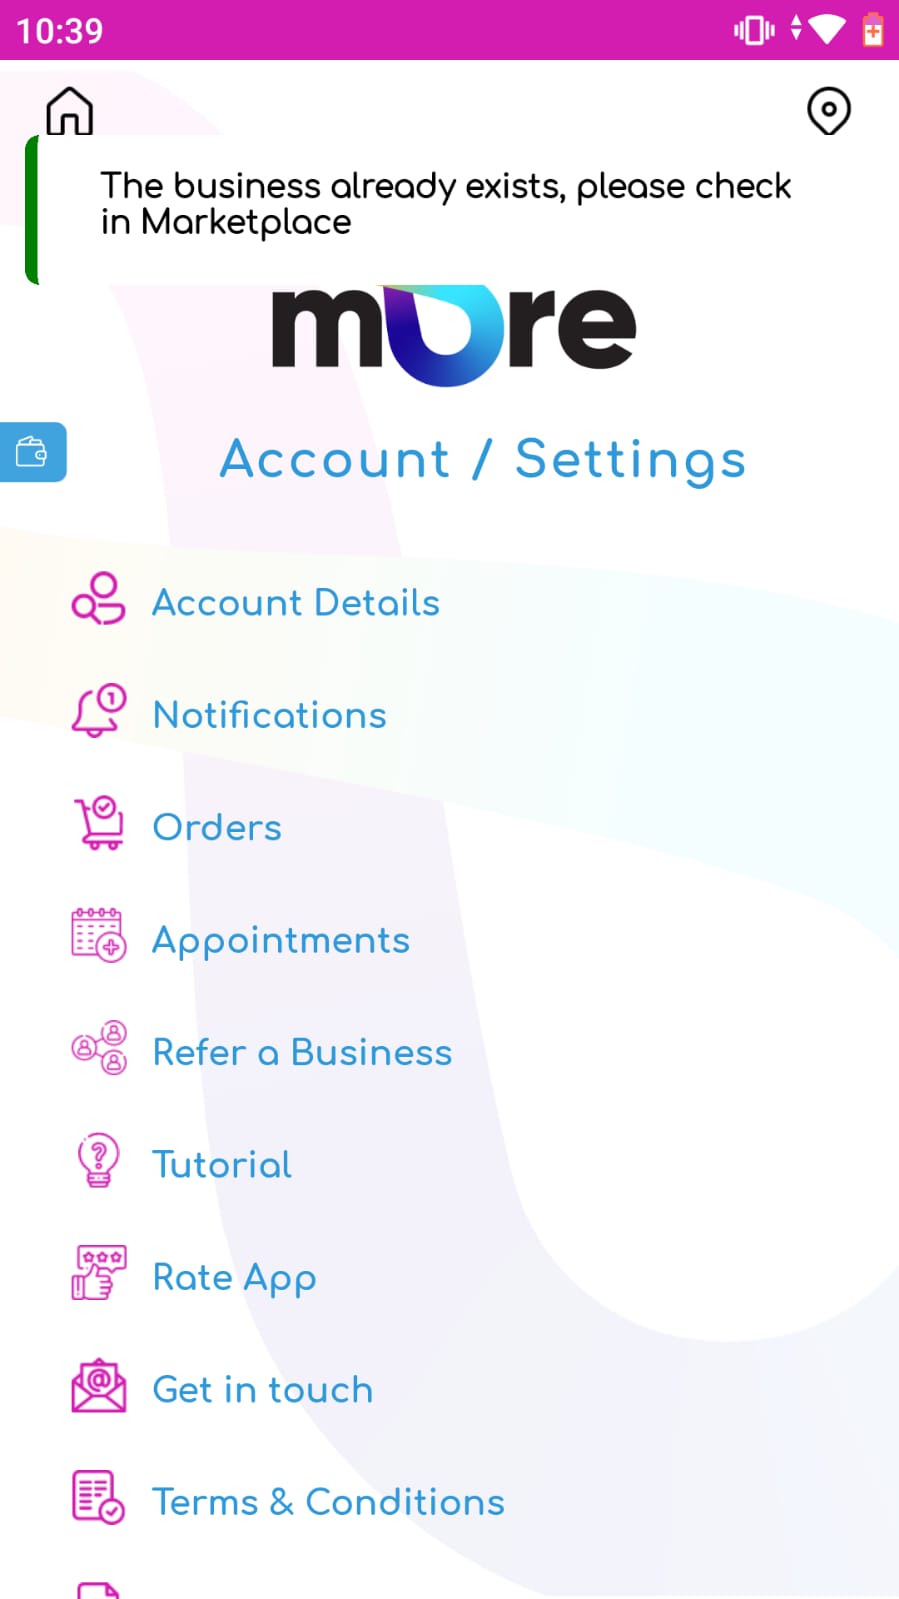 10:39
The business already exists, please check
in Marketplace
more
Account / Settings
Account Details
1
Notifications
Orders
Appointments
Refer a Business
?
Tutorial
Rate App
@
Get in touch
Terms & Conditions